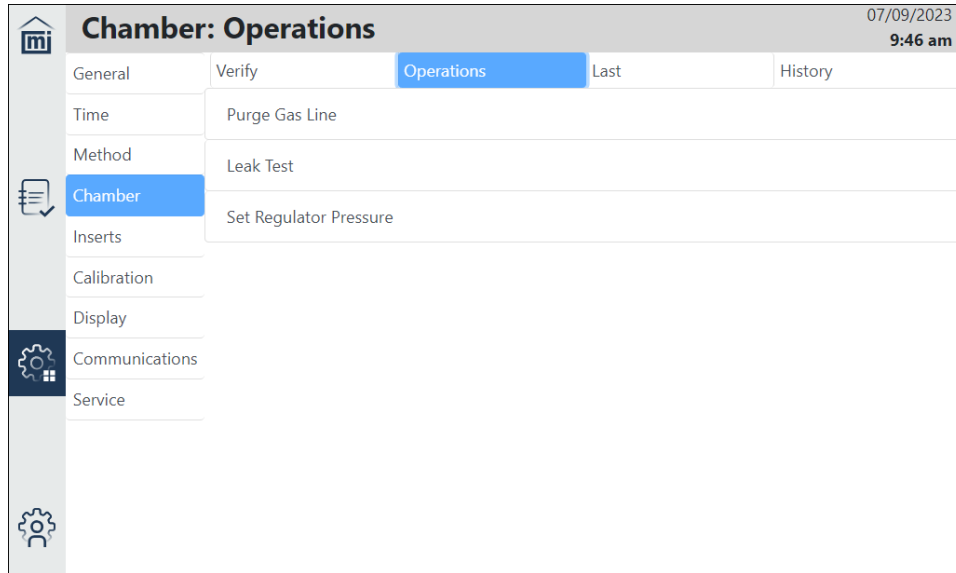 mi
Chamber: Operations
07/09/2023
9:46 am
General
Time
Method
Chamber
Inserts
Calibration
Display
Communications
Service
Verify
Operations
Last
History
Purge Gas Line
Leak Test
Set Regulator Pressure